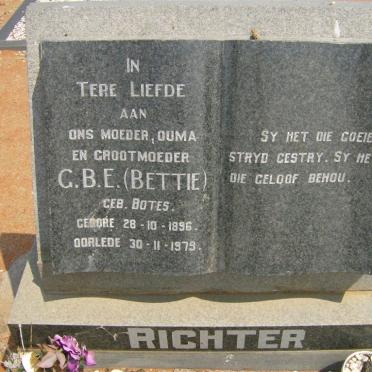 IN
TERE LIEFDE
AAN
ONS MOEDER, OUMA
EN GROOTMOEDER
G.B.E. (BETTIE)
GEB. BOTES.
GEBORE 28-10-1896.
OORLEDE 30-11-1979.
SY HET DIE GOEIE
STRYD GESTRY. SY HET
DIE GELOOF BEHOU.
RICHTER